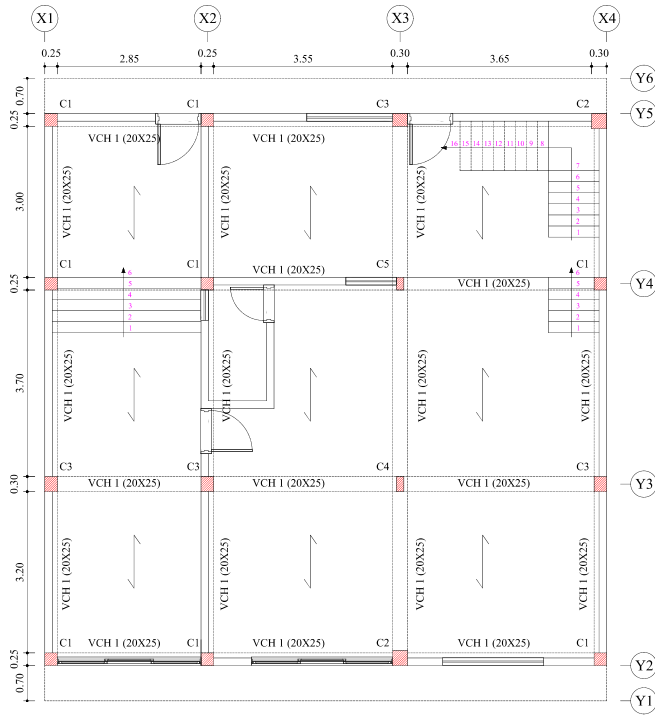 X1 X2 X3 X4
0.25 2.85 0.25 3.55 0.30 3.65 0.30
Y6
0.70
C1 C1 C3 C2
Y5
0.25
VCH 1 (20X25) VCH 1 (20X25)
16 15 14 13 12 11 10 9 8
7
6
5
4
3
2
1
3.00
VCH 1 (20X25) VCH 1 (20X25) VCH 1 (20X25) VCH 1 (20X25)
C1 C1 VCH 1 (20X25) C5 VCH 1 (20X25) C1
Y4
0.25
6
5
4
3
2
1
6
5
4
3
2
1
3.70
VCH 1 (20X25) VCH 1 (20X25) VCH 1 (20X25) VCH 1 (20X25)
C3 C3 C4 C3
Y3
0.30
VCH 1 (20X25) VCH 1 (20X25) VCH 1 (20X25)
3.20
VCH 1 (20X25) VCH 1 (20X25) VCH 1 (20X25)
C1 VCH 1 (20X25) C1 VCH 1 (20X25) C2 VCH 1 (20X25) C1
Y2
0.25
0.70
Y1